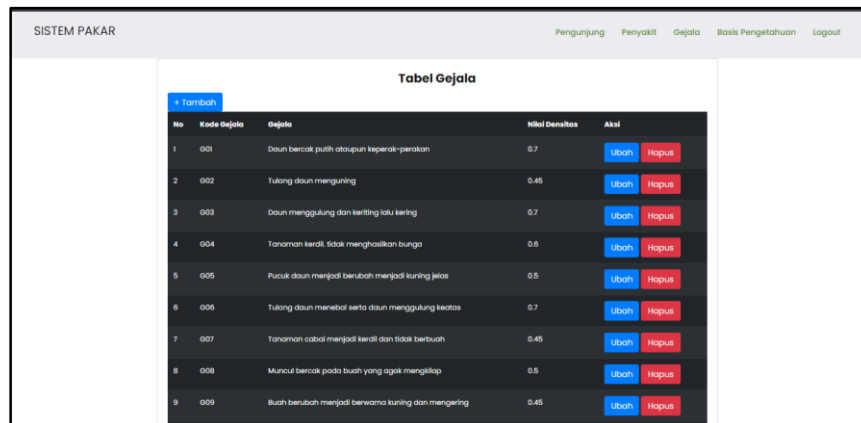 SISTEM PAKAR Pengunjung Penyakit Gejala Basis Pengetahuan Logout
Tabel Gejala
+ Tambah
No Kode Gejala Gejala Nilai Densitas Aksi
1 G01 Daun bercak putih ataupun keperak-perakan 0.7 Ubah Hapus
2 G02 Tulang daun menguning 0.45 Ubah Hapus
3 G03 Daun menggulung dan keriting lalu kering 0.7 Ubah Hapus
4 G04 Tanaman kerdil. tidak menghasilkan bunga 0.6 Ubah Hapus
5 G05 Pucuk daun menjadi berubah menjadi kuning jelas 0.5 Ubah Hapus
6 G06 Tulang daun menebal serta daun menggulung keatas 0.7 Ubah Hapus
7 G07 Tanaman cabai menjadi kerdil dan tidak berbuah 0.45 Ubah Hapus
8 G08 Muncul bercak pada buah yang agak mengkilap 0.5 Ubah Hapus
9 G09 Buah berubah menjadi berwarna kuning dan mengering 0.45 Ubah Hapus